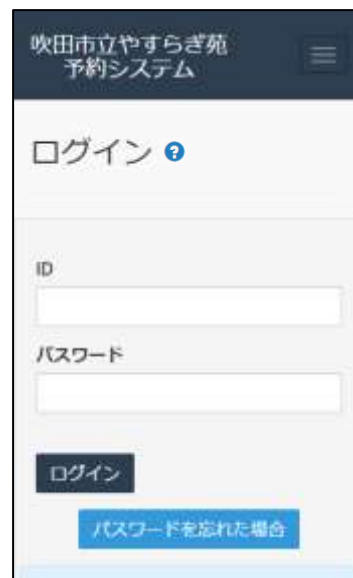 吹田市立やすらぎ苑
予約システム
ログイン ?
ID
パスワード
ログイン
パスワードを忘れた場合